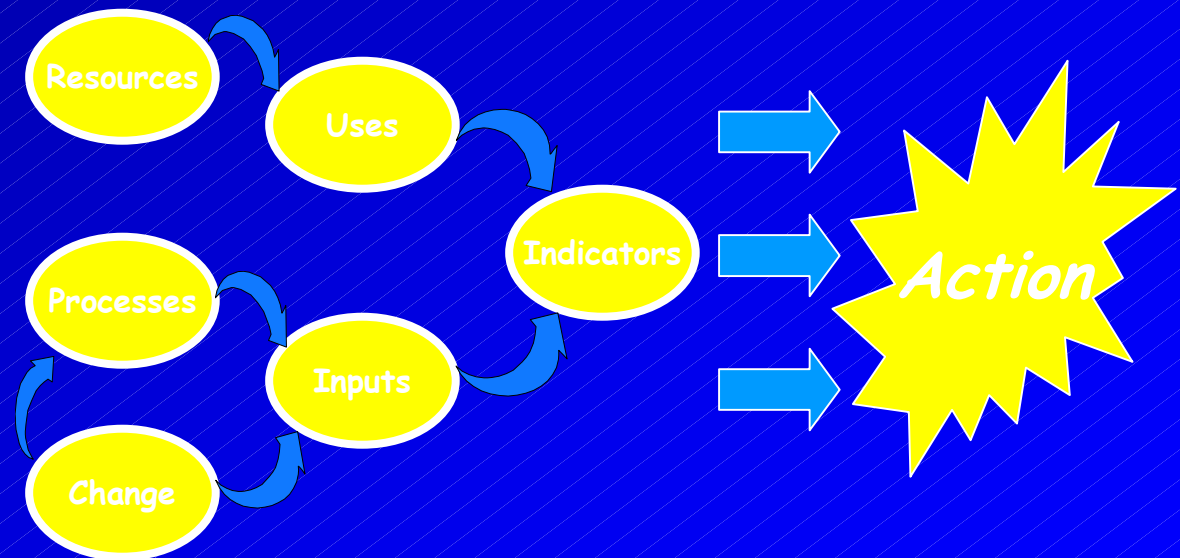 Resources
Uses
Indicators
Action
Processes
Inputs
Change